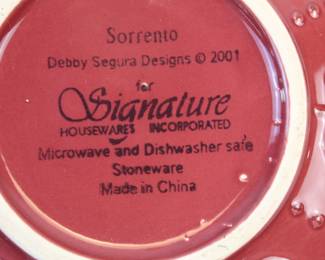 Sorrento
Debby Segura Designs © 2001
for
Signature
HOUSEWARES INCORPORATED
Microwave and Dishwasher safe
Stoneware
Made in China